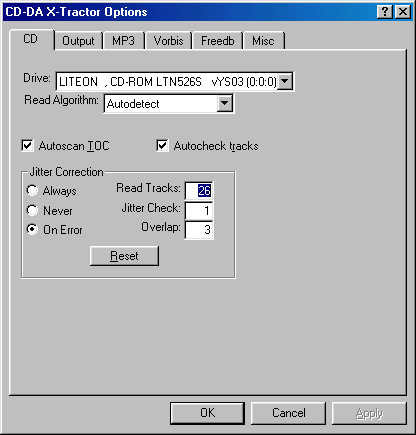 CD-DA X-Tractor Options
CD Output MP3 Vorbis Freedb Misc
Drive: LITEON , CD-ROM LTN526S vYS03 (0:0:0)
Read Algorithm: Autodetect
Autoscan TOC Autocheck tracks
Jitter Correction
Always Read Tracks: 26
Never Jitter Check: 1
On Error Overlap: 3
Reset
OK Cancel Apply